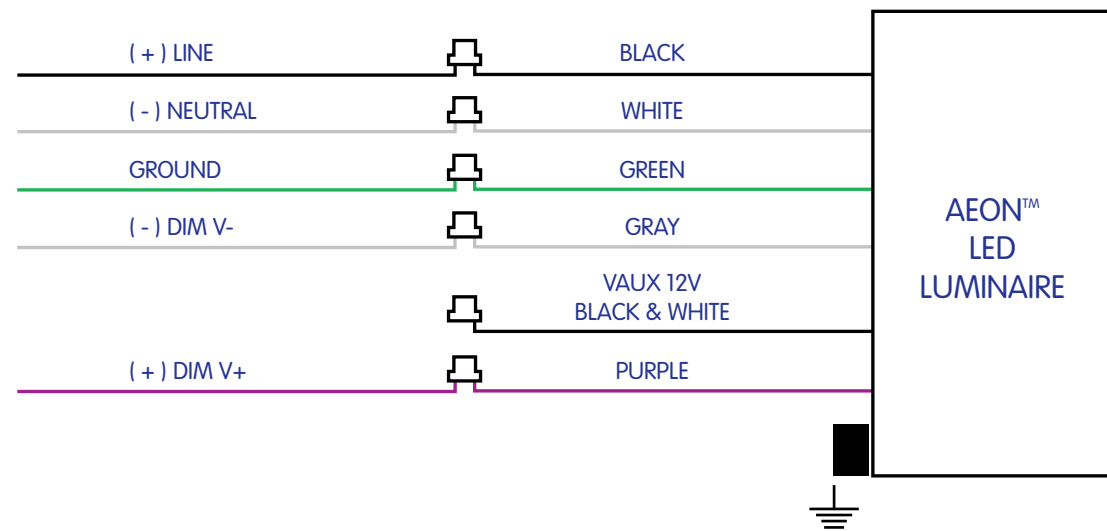 ( + ) LINE
BLACK
( - ) NEUTRAL
WHITE
GROUND
GREEN
( - ) DIM V-
GRAY
VAUX 12V
BLACK & WHITE
( + ) DIM V+
PURPLE
AEON™
LED
LUMINAIRE